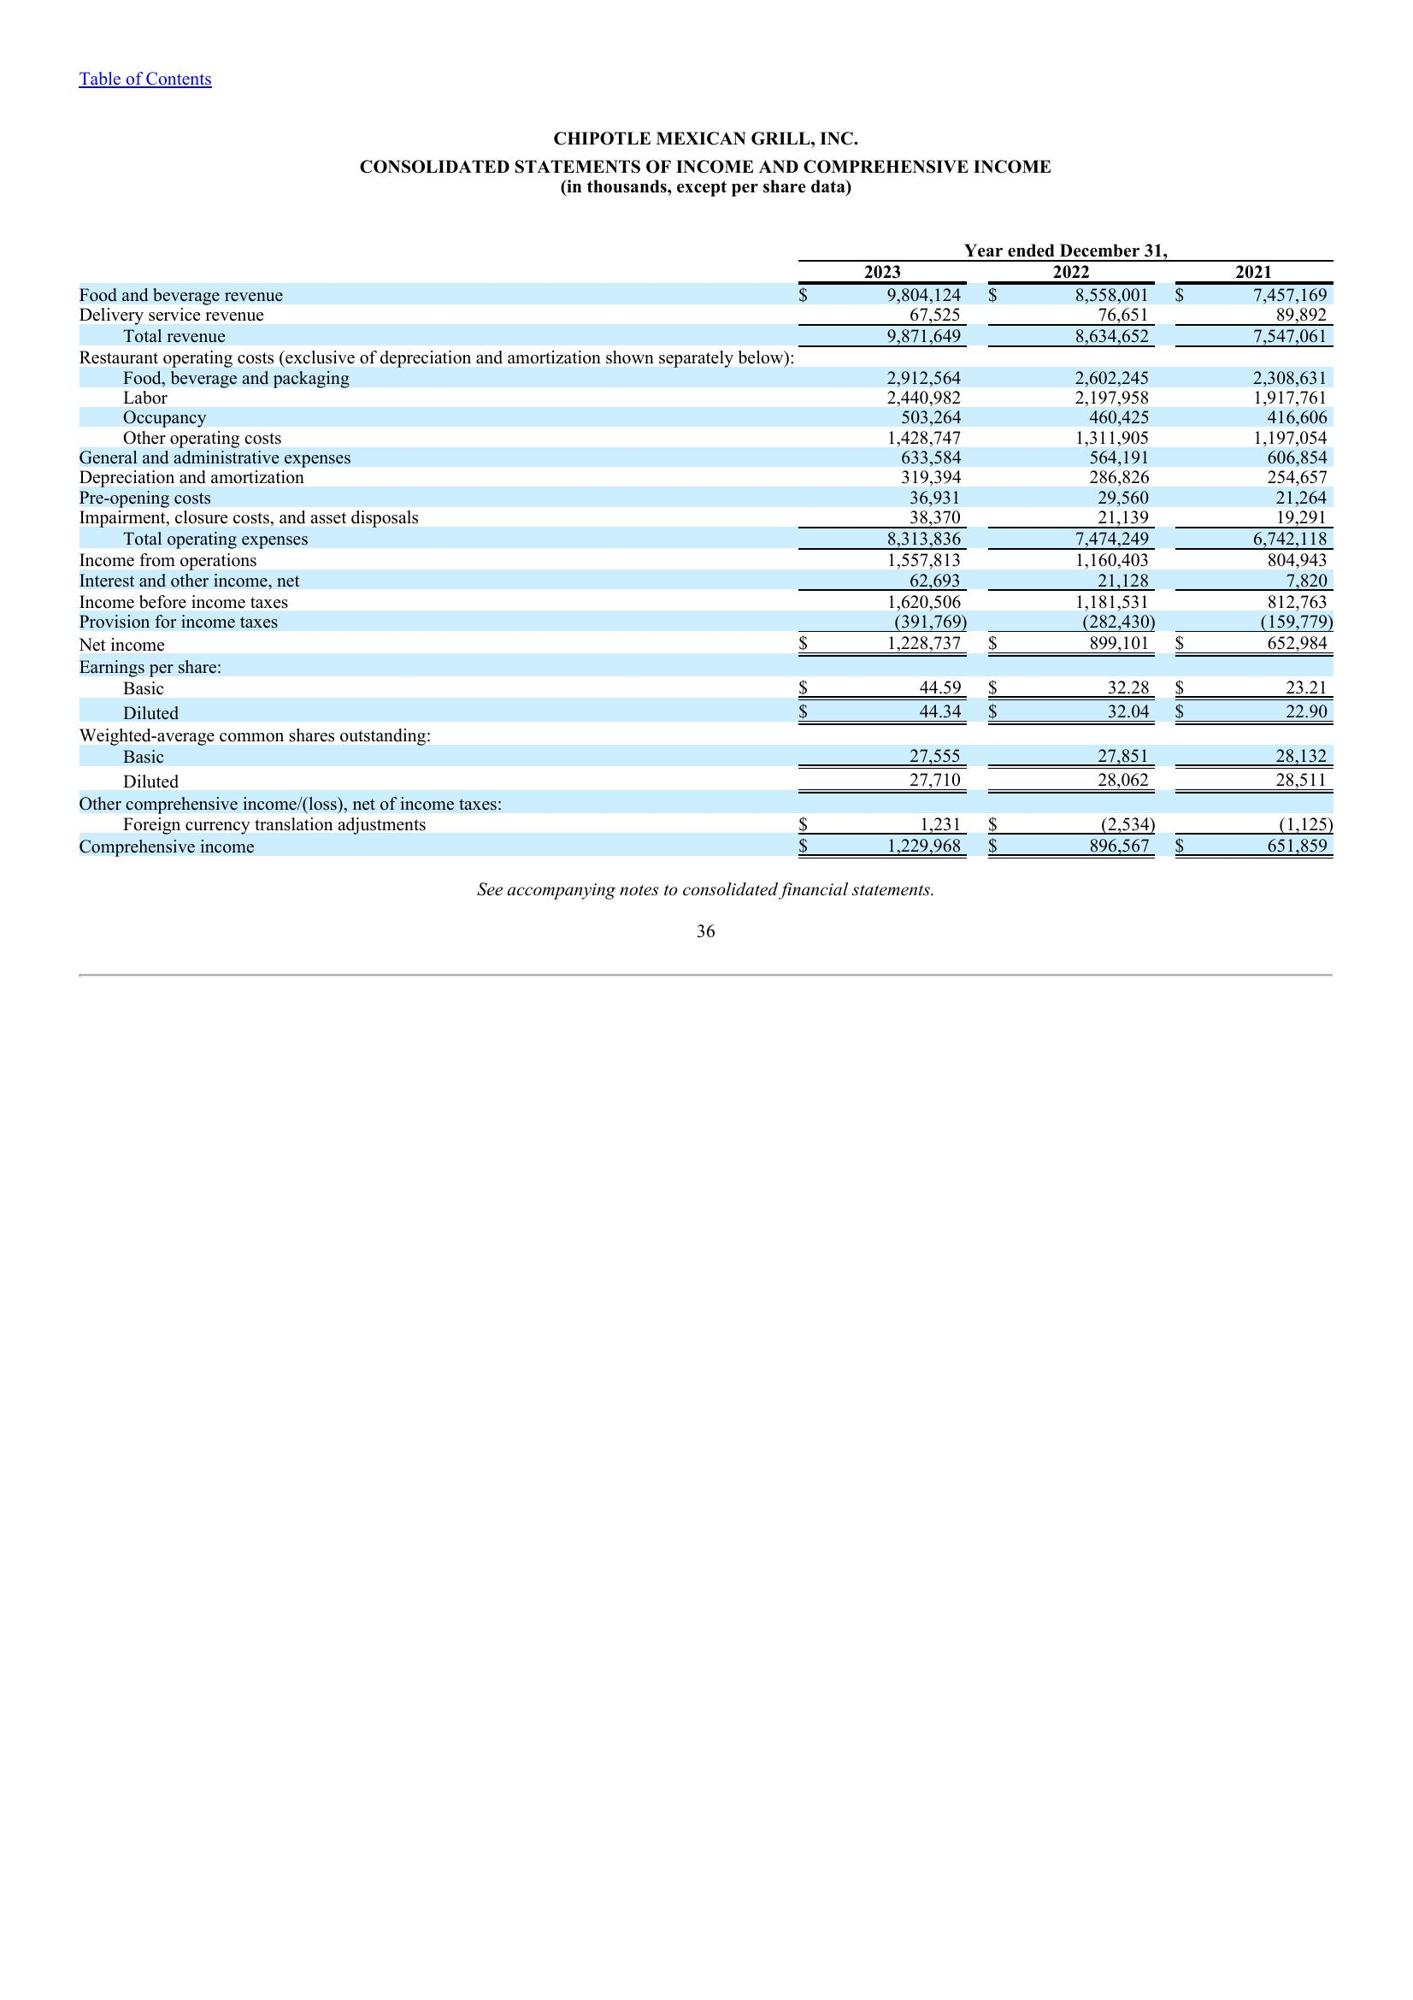 Table of Contents
CHIPOTLE MEXICAN GRILL, INC.
CONSOLIDATED STATEMENTS OF INCOME AND COMPREHENSIVE INCOME
(in thousands, except per share data)
Year ended December 31,
2023 2022 2021
Food and beverage revenue $ 9,804,124 $ 8,558,001 $ 7,457,169
Delivery service revenue 67,525 76,651 89,892
Total revenue 9,871,649 8,634,652 7,547,061
Restaurant operating costs (exclusive of depreciation and amortization shown separately below):
Food, beverage and packaging 2,912,564 2,602,245 2,308,631
Labor 2,440,982 2,197,958 1,917,761
Occupancy 503,264 460,425 416,606
Other operating costs 1,428,747 1,311,905 1,197,054
General and administrative expenses 633,584 564,191 606,854
Depreciation and amortization 319,394 286,826 254,657
Pre-opening costs 36,931 29,560 21,264
Impairment, closure costs, and asset disposals 38,370 21,139 19,291
Total operating expenses 8,313,836 7,474,249 6,742,118
Income from operations 1,557,813 1,160,403 804,943
Interest and other income, net 62,693 21,128 7,820
Income before income taxes 1,620,506 1,181,531 812,763
Provision for income taxes (391,769) (282,430) (159,779)
Net income $ 1,228,737 $ 899,101 $ 652,984
Earnings per share:
Basic $ 44.59 $ 32.28 $ 23.21
Diluted $ 44.34 $ 32.04 $ 22.90
Weighted-average common shares outstanding:
Basic 27,555 27,851 28,132
Diluted 27,710 28,062 28,511
Other comprehensive income/(loss), net of income taxes:
Foreign currency translation adjustments $ 1,231 $ (2,534) (1,125)
Comprehensive income $ 1,229,968 $ 896,567 $ 651,859
See accompanying notes to consolidated financial statements.
36